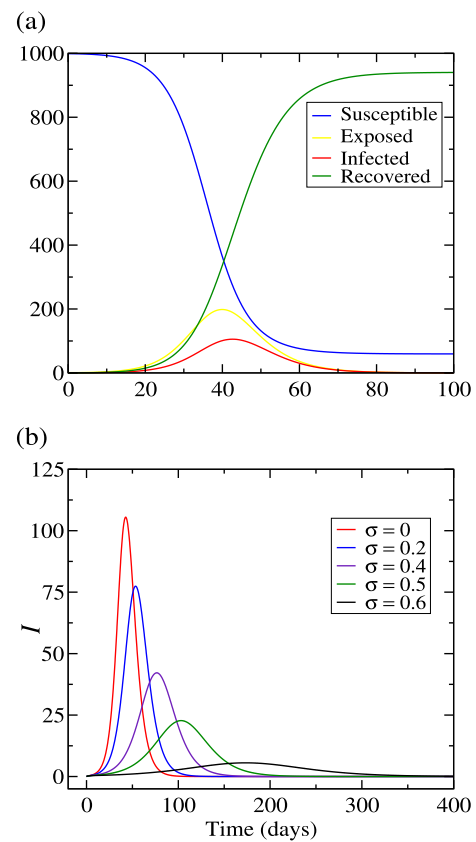 (a)
1000
800
600
400
200
0
Susceptible
Exposed
Infected
Recovered
0 20 40 60 80 100
(b)
125
100
75
50
25
0
I
σ = 0
σ = 0.2
σ = 0.4
σ = 0.5
σ = 0.6
0 100 200 300 400
Time (days)